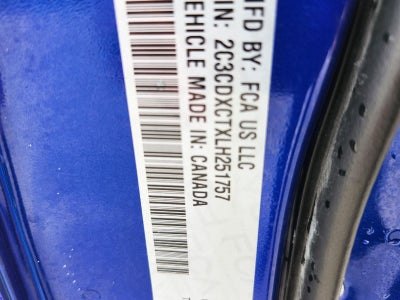 MFD BY: FCA US LLC
VIN: 2C3CDXCTXLH251757
VEHICLE MADE IN: CANADA